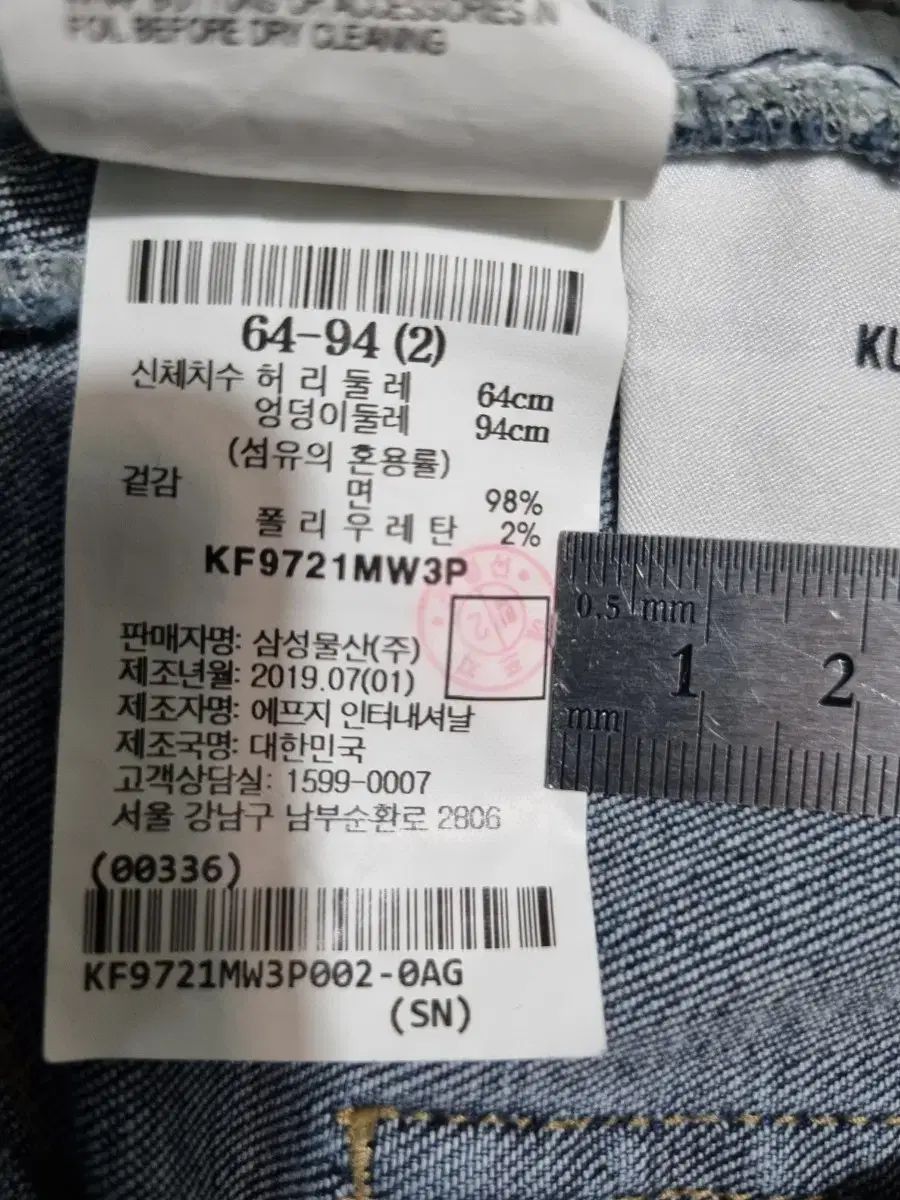 ACCESSORIES
FOIL BEFORE DRY CLEANING
64-94 (2)
신체치수 허 리 둘 레 64cm
엉덩이둘레 94cm
(섬유의 혼용률)
겉감 면 98%
폴 리 우 레 탄 2%
KF9721MW3P
판매자명: 삼성물산(주)
제조년월: 2019.07(01)
제조자명: 에프지 인터내셔날
제조국명: 대한민국
고객상담실: 1599-0007
서울 강남구 남부순환로 2806
(00336)
KF9721MW3P002-0AG
(SN)
KU
0.5 mm
1 2
mm